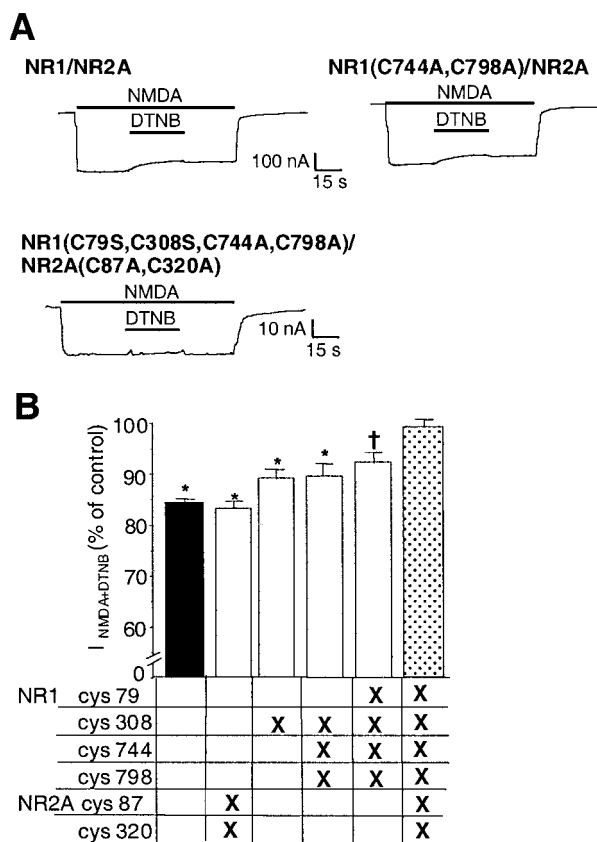 A
NR1/NR2A
NMDA
DTNB
100 nA
15 s
NR1(C744A,C798A)/NR2A
NMDA
DTNB
15 s
NR1(C79S,C308S,C744A,C798A)/
NR2A(C87A,C320A)
NMDA
DTNB
10 nA
15 s
B
I NMDA+DTNB (% of control)
100
90
80
70
60
0
* * * * †
NR1 cys 79 X X
cys 308 X X X X
cys 744 X X X
cys 798 X X X
NR2A cys 87 X X
cys 320 X X